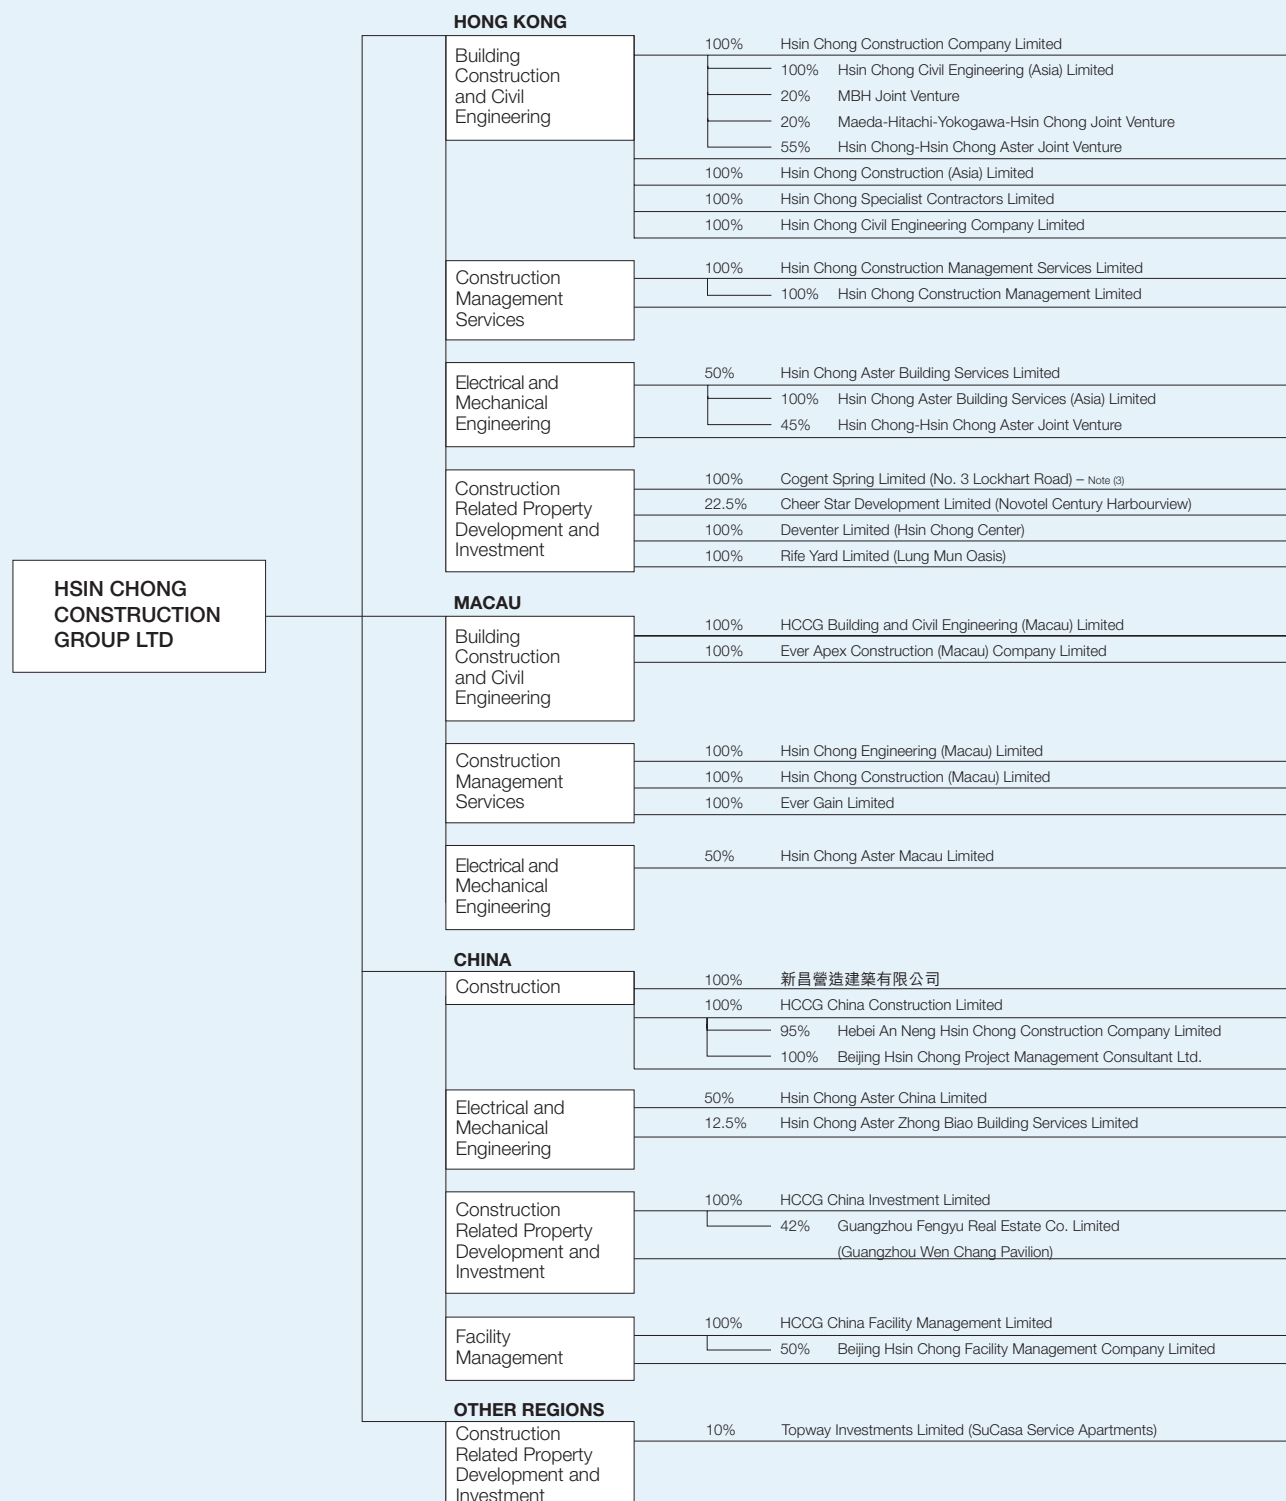 HSIN CHONG
CONSTRUCTION
GROUP LTD
HONG KONG
Building
Construction
and Civil
Engineering
100% Hsin Chong Construction Company Limited
100% Hsin Chong Civil Engineering (Asia) Limited
20% MBH Joint Venture
20% Maeda-Hitachi-Yokogawa-Hsin Chong Joint Venture
55% Hsin Chong-Hsin Chong Aster Joint Venture
100% Hsin Chong Construction (Asia) Limited
100% Hsin Chong Specialist Contractors Limited
100% Hsin Chong Civil Engineering Company Limited
Construction
Management
Services
100% Hsin Chong Construction Management Services Limited
100% Hsin Chong Construction Management Limited
Electrical and
Mechanical
Engineering
50% Hsin Chong Aster Building Services Limited
100% Hsin Chong Aster Building Services (Asia) Limited
45% Hsin Chong-Hsin Chong Aster Joint Venture
Construction
Related Property
Development and
Investment
100% Cogent Spring Limited (No. 3 Lockhart Road) – Note (3)
22.5% Cheer Star Development Limited (Novotel Century Harbourview)
100% Deventer Limited (Hsin Chong Center)
100% Rife Yard Limited (Lung Mun Oasis)
MACAU
Building
Construction
and Civil
Engineering
100% HCCG Building and Civil Engineering (Macau) Limited
100% Ever Apex Construction (Macau) Company Limited
Construction
Management
Services
100% Hsin Chong Engineering (Macau) Limited
100% Hsin Chong Construction (Macau) Limited
100% Ever Gain Limited
Electrical and
Mechanical
Engineering
50% Hsin Chong Aster Macau Limited
CHINA
Construction
100% 新昌營造建築有限公司
100% HCCG China Construction Limited
95% Hebei An Neng Hsin Chong Construction Company Limited
100% Beijing Hsin Chong Project Management Consultant Ltd.
Electrical and
Mechanical
Engineering
50% Hsin Chong Aster China Limited
12.5% Hsin Chong Aster Zhong Biao Building Services Limited
Construction
Related Property
Development and
Investment
100% HCCG China Investment Limited
42% Guangzhou Fengyu Real Estate Co. Limited
(Guangzhou Wen Chang Pavilion)
Facility
Management
100% HCCG China Facility Management Limited
50% Beijing Hsin Chong Facility Management Company Limited
OTHER REGIONS
Construction
Related Property
Development and
Investment
10% Topway Investments Limited (SuCasa Service Apartments)